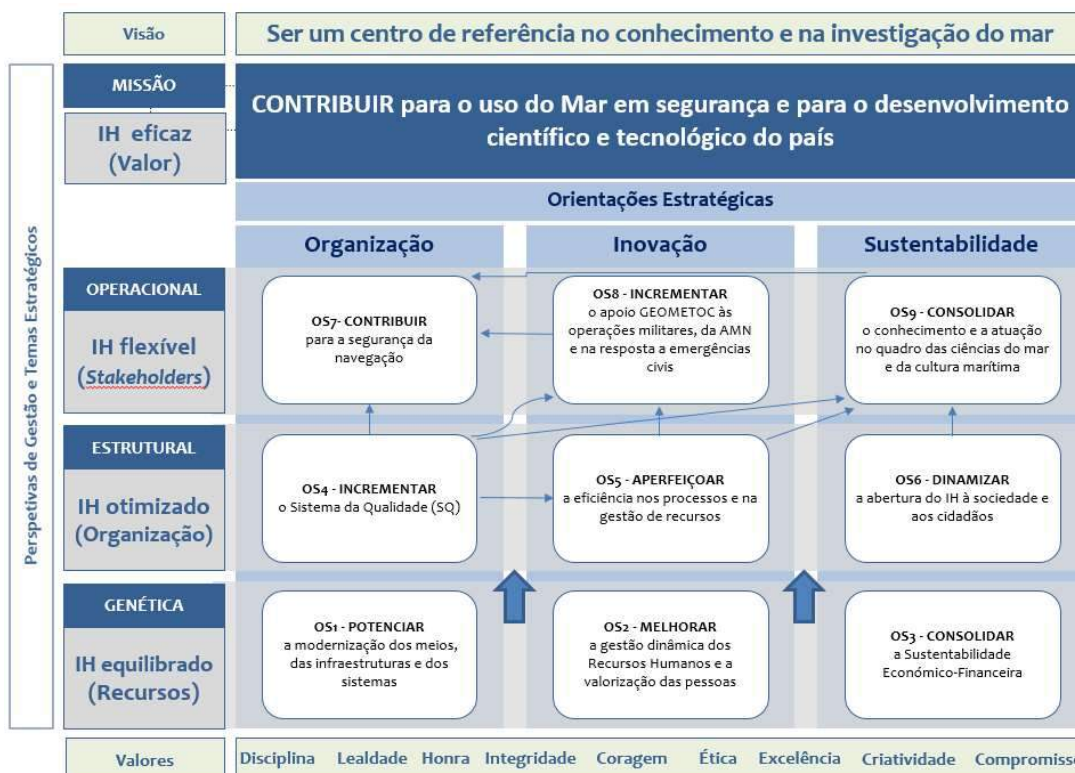 Visão
Ser um centro de referência no conhecimento e na investigação do mar
Perspetivas de Gestão e Temas Estratégicos
MISSÃO
IH eficaz
(Valor)
CONTRIBUIR para o uso do Mar em segurança e para o desenvolvimento
científico e tecnológico do país
Orientações Estratégicas
Organização
Inovação
Sustentabilidade
OPERACIONAL
IH flexível
(Stakeholders)
OS7- CONTRIBUIR
para a segurança da
navegação
OS8 - INCREMENTAR
o apoio GEOMETOC às
operações militares, da AMN
e na resposta a emergências
civis
OS9 - CONSOLIDAR
o conhecimento e a atuação
no quadro das ciências do mar
e da cultura marítima
ESTRUTURAL
IH otimizado
(Organização)
OS4 - INCREMENTAR
o Sistema da Qualidade (SQ)
OS5 - APERFEIÇOAR
a eficiência nos processos e na
gestão de recursos
OS6 - DINAMIZAR
a abertura do IH à sociedade e
aos cidadãos
GENÉTICA
IH equilibrado
(Recursos)
OS1 - POTENCIAR
a modernização dos meios,
das infraestruturas e dos
sistemas
OS2 - MELHORAR
a gestão dinâmica dos
Recursos Humanos e a
valorização das pessoas
OS3 - CONSOLIDAR
a Sustentabilidade
Económico-Financeira
Valores
Disciplina Lealdade Honra Integridade Coragem Ética Excelência Criatividade Compromisso